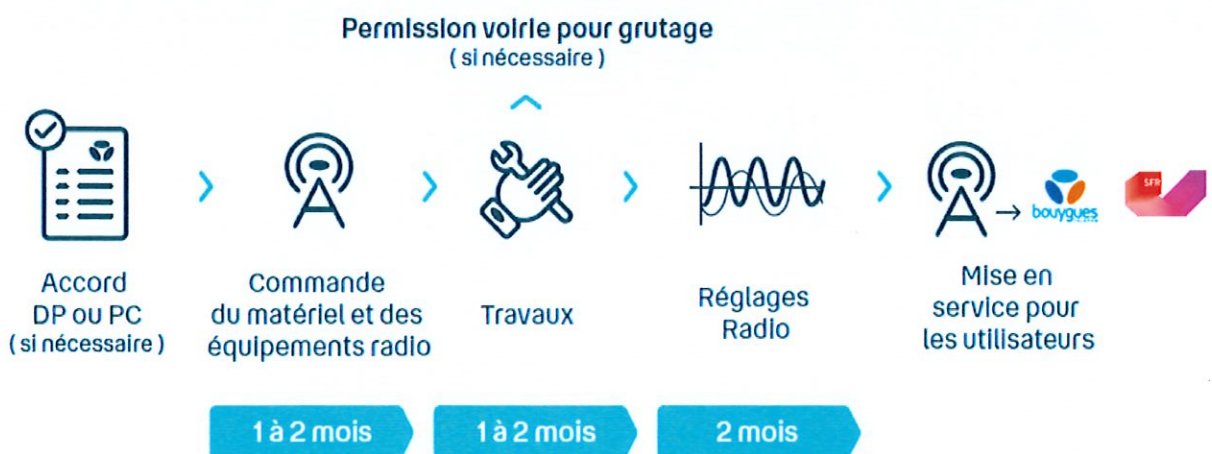 Permission voirie pour grutage
( si nécessaire )
Accord
DP ou PC
( si nécessaire )
Commande
du matériel et des
équipements radio
Travaux
Réglages
Radio
bouygues
SFR
Mise en
service pour
les utilisateurs
1 à 2 mois
1 à 2 mois
2 mois